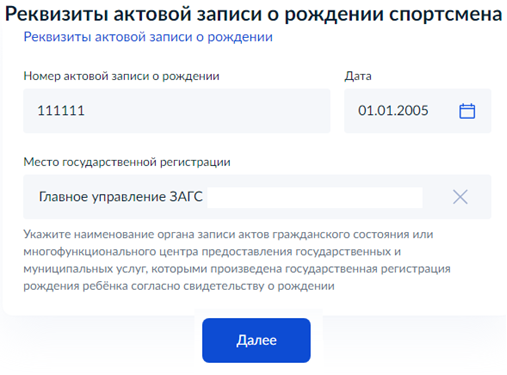 Реквизиты актовой записи о рождении спортсмена
Реквизиты актовой записи о рождении
Номер актовой записи о рождении
Дата
111111
01.01.2005
Место государственной регистрации
Главное управление ЗАГС
Укажите наименование органа записи актов гражданского состояния или
многофункционального центра предоставления государственных и
муниципальных услуг, которыми произведена государственная регистрация
рождения ребёнка согласно свидетельству о рождении
Далее